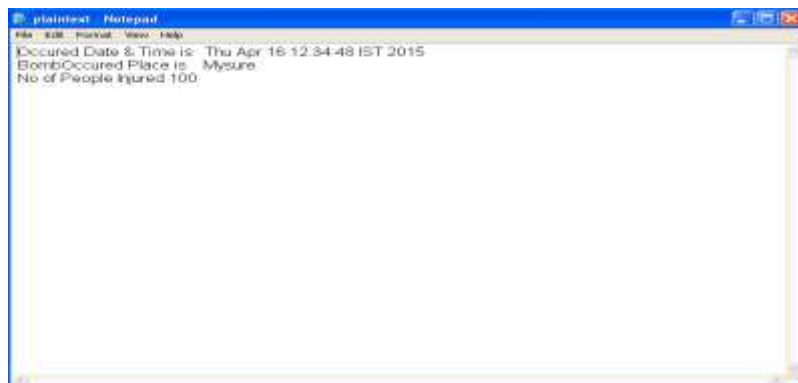 plaintext Notepad
File Edit Format View Help
Occured Date & Time is: Thu Apr 16 12:34:48 IST 2015
BombOccured Place is Mysure
No of People Injured 100